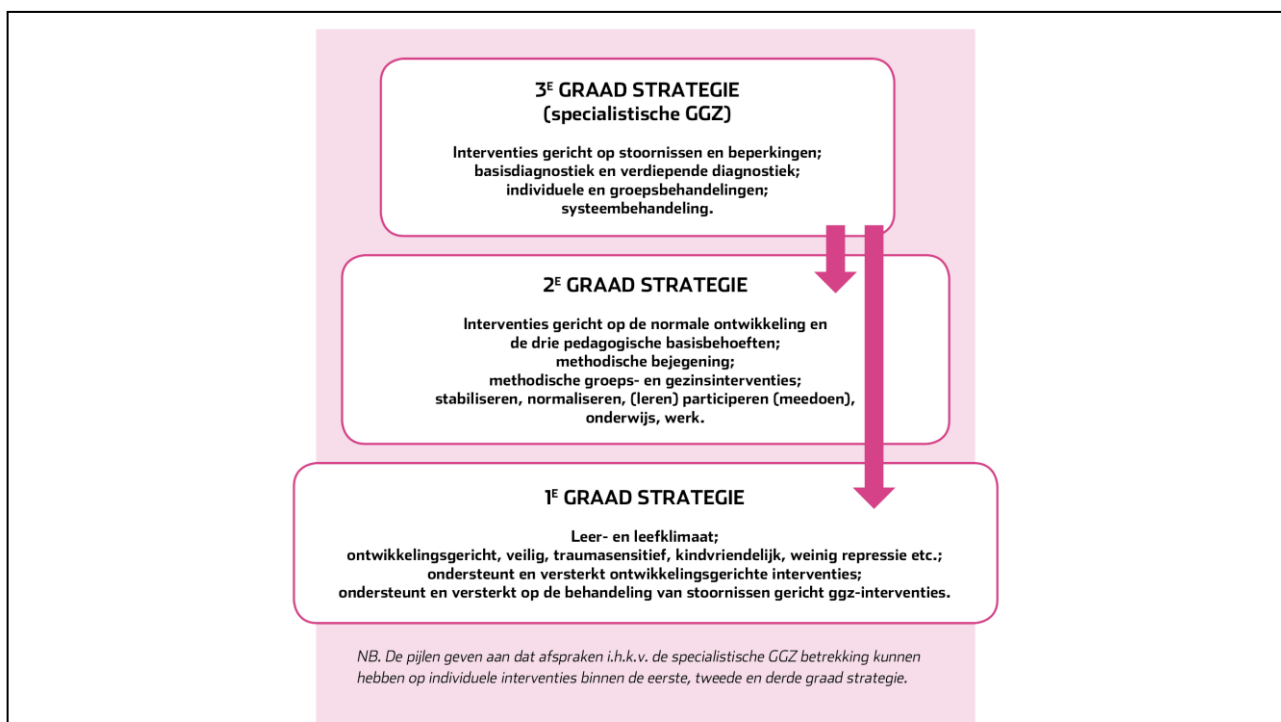 3E GRAAD STRATEGIE
(specialistische GGZ)
Interventies gericht op stoornissen en beperkingen;
basisdiagnostiek en verdiepende diagnostiek;
individuele en groepsbehandelingen;
systeembehandeling.
2E GRAAD STRATEGIE
Interventies gericht op de normale ontwikkeling en
de drie pedagogische basisbehoeften;
methodische bejegening;
methodische groeps- en gezinsinterventies;
stabiliseren, normaliseren, (leren) participeren (meedoen),
onderwijs, werk.
1E GRAAD STRATEGIE
Leer- en leefklimaat;
ontwikkelingsgericht, veilig, traumasensitief, kindvriendelijk, weinig repressie etc.;
ondersteunt en versterkt ontwikkelingsgerichte interventies;
ondersteunt en versterkt op de behandeling van stoornissen gericht ggz-interventies.
NB. De pijlen geven aan dat afspraken i.h.k.v. de specialistische GGZ betrekking kunnen
hebben op individuele interventies binnen de eerste, tweede en derde graad strategie.